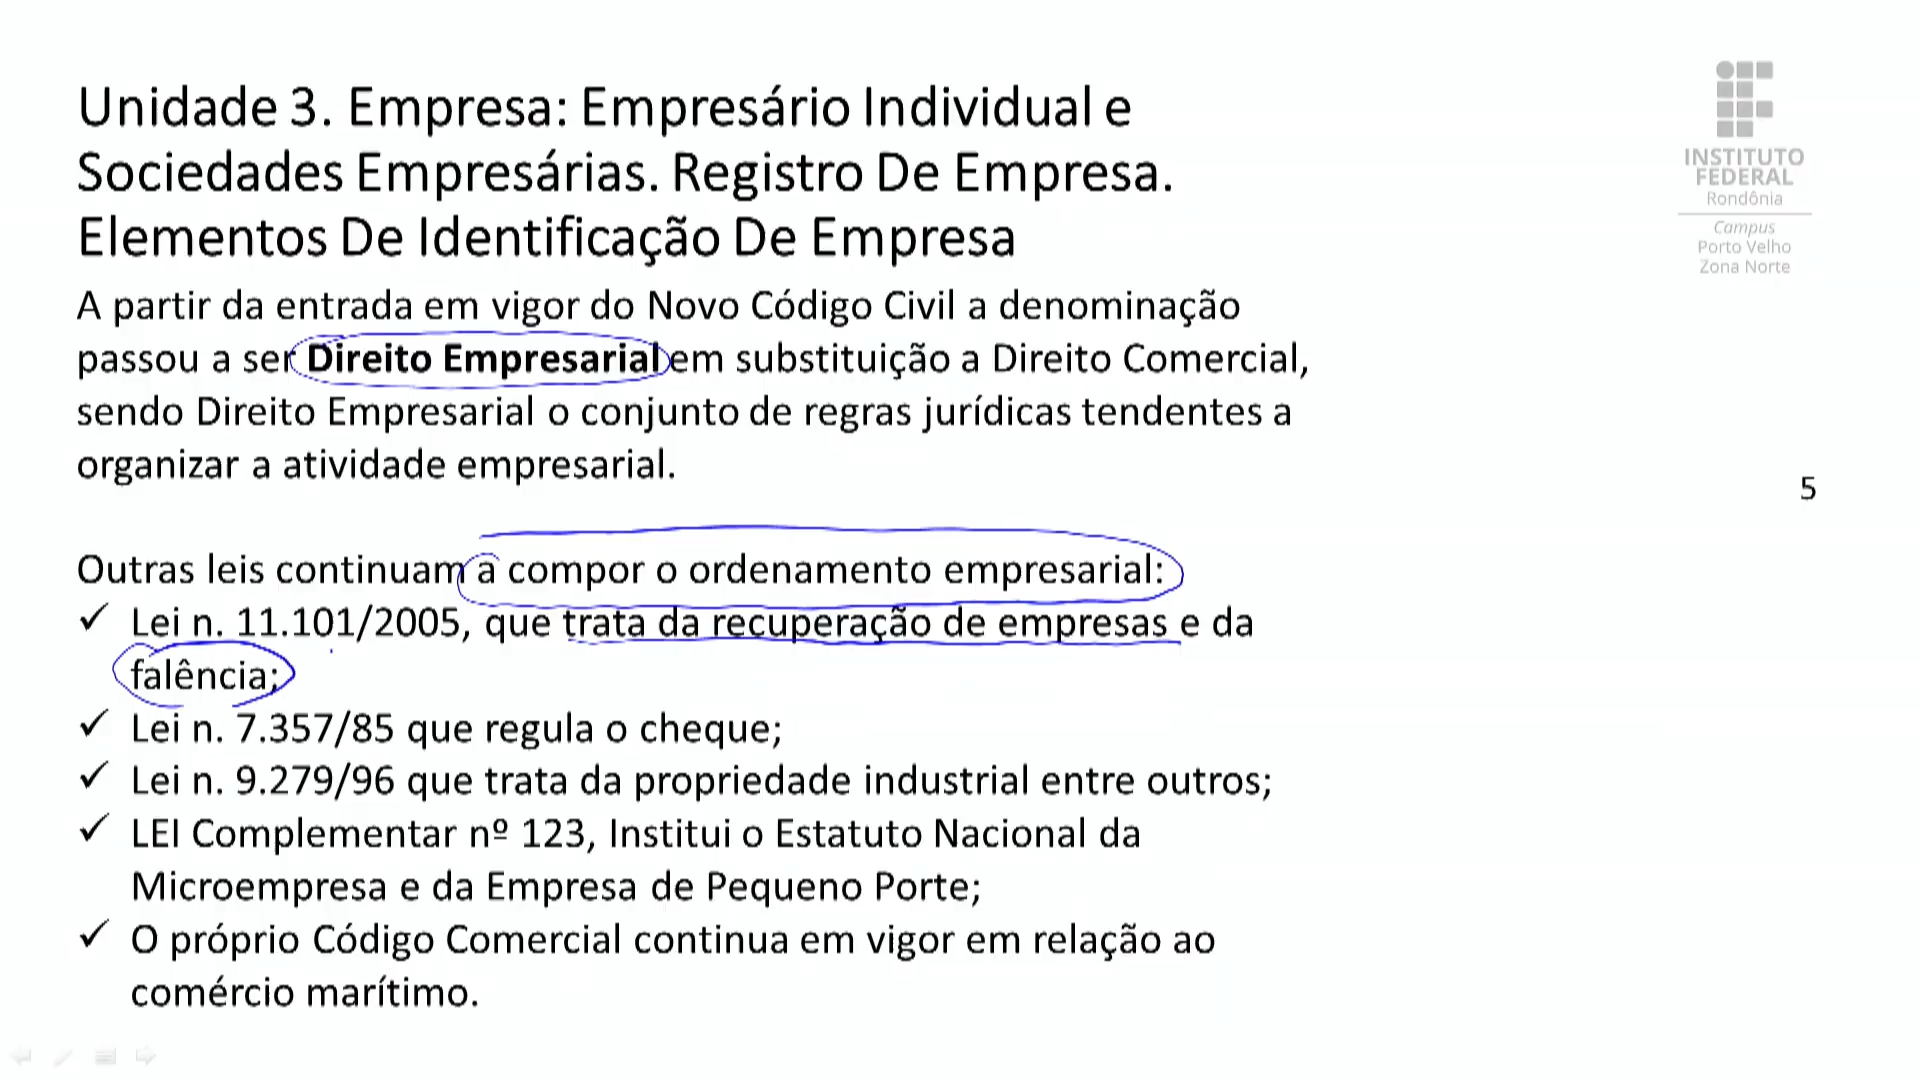 Unidade 3. Empresa: Empresário Individual e
Sociedades Empresárias. Registro De Empresa.
Elementos De Identificação De Empresa
INSTITUTO
FEDERAL
Rondônia
Campus
Porto Velho
Zona Norte
A partir da entrada em vigor do Novo Código Civil a denominação
passou a ser Direito Empresarial em substituição a Direito Comercial,
sendo Direito Empresarial o conjunto de regras jurídicas tendentes a
organizar a atividade empresarial.
5
Outras leis continuam a compor o ordenamento empresarial:
✓ Lei n. 11.101/2005, que trata da recuperação de empresas e da
falência;
✓ Lei n. 7.357/85 que regula o cheque;
✓ Lei n. 9.279/96 que trata da propriedade industrial entre outros;
✓ LEI Complementar nº 123, Institui o Estatuto Nacional da
Microempresa e da Empresa de Pequeno Porte;
✓ O próprio Código Comercial continua em vigor em relação ao
comércio marítimo.